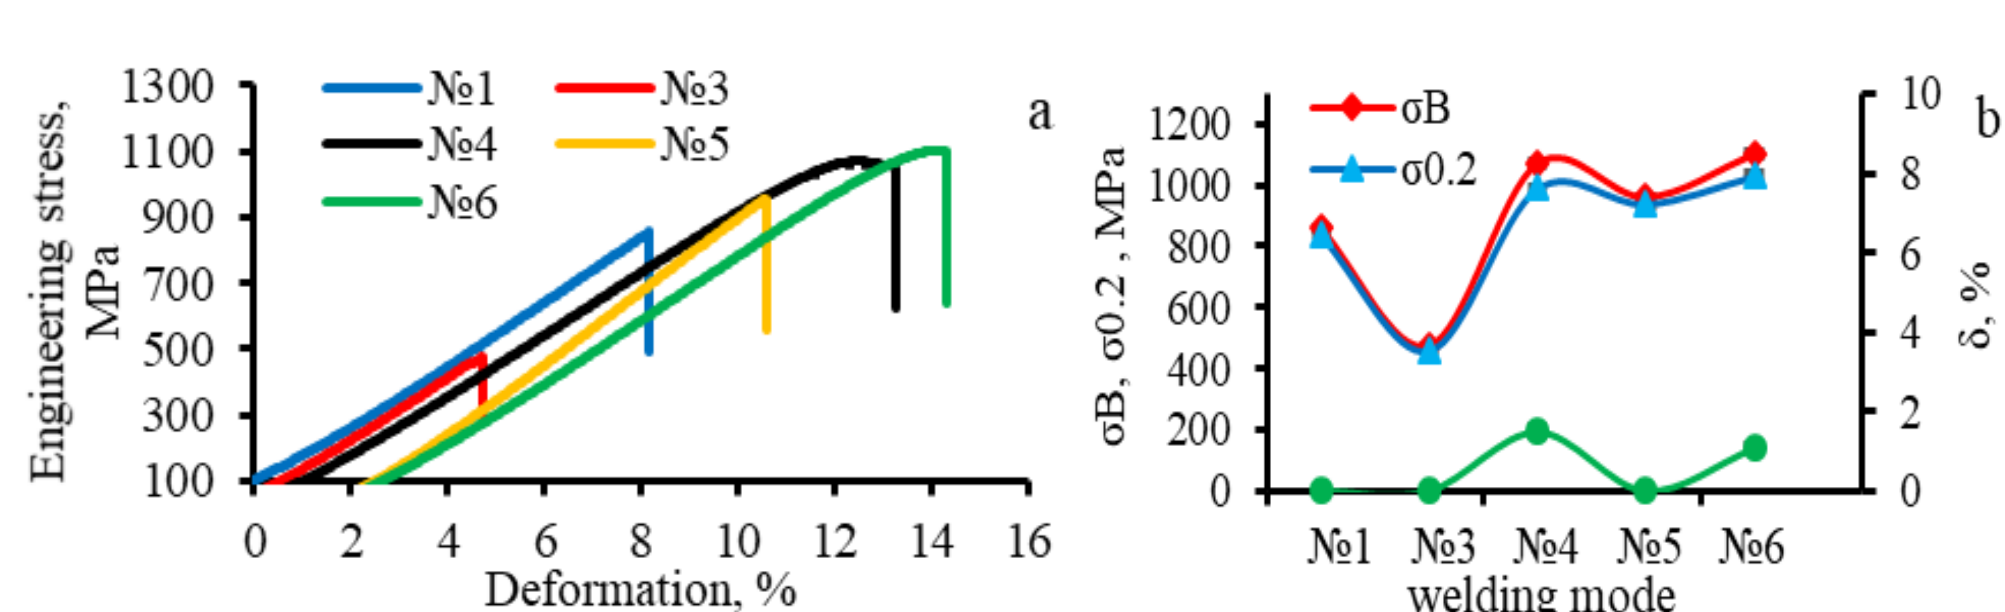 Engineering stress,
MPa
1300
1100
900
700
500
300
100
№1
№3
№4
№5
№6
a
0 2 4 6 8 10 12 14 16
Deformation, %
σB, σ0.2 , MPa
1200
1000
800
600
400
200
0
σB
σ0.2
b
10
8
6
4
2
0
δ, %
№1 №3 №4 №5 №6
welding mode